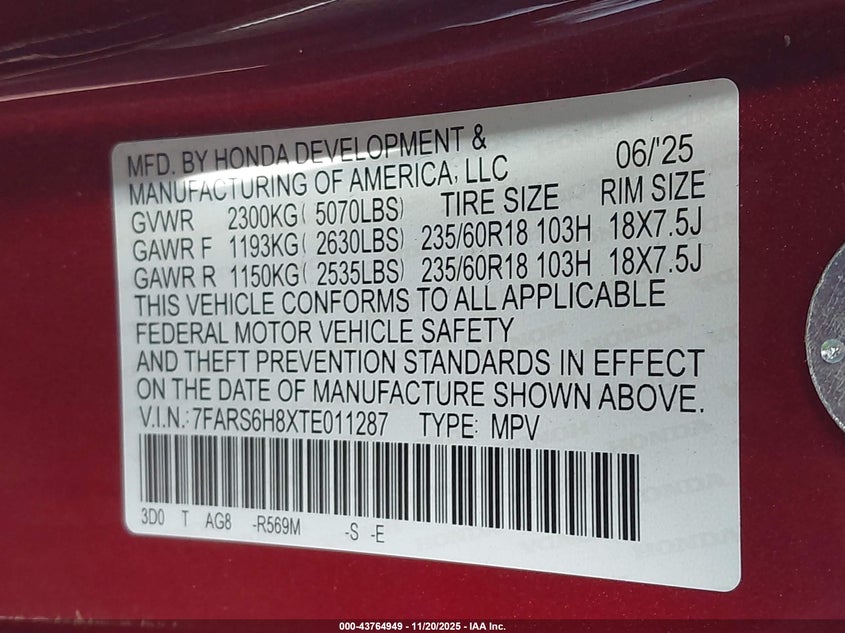 MFD. BY HONDA DEVELOPMENT & MANUFACTURING OF AMERICA, LLC 06/'25
GVWR 2300KG( 5070LBS) TIRE SIZE RIM SIZE
GAWR F 1193KG( 2630LBS) 235/60R18 103H 18X7.5J
GAWR R 1150KG( 2535LBS) 235/60R18 103H 18X7.5J
THIS VEHICLE CONFORMS TO ALL APPLICABLE
FEDERAL MOTOR VEHICLE SAFETY
AND THEFT PREVENTION STANDARDS IN EFFECT
ON THE DATE OF MANUFACTURE SHOWN ABOVE.
V.I.N.: 7FARS6H8XTE011287 TYPE: MPV
3D0 T AG8 -R569M -S -E
000-43764949 - 11/20/2025 - IAA Inc.